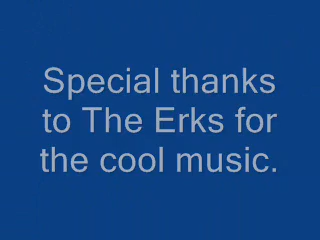 Special thanks
to The Erks for
the cool music.